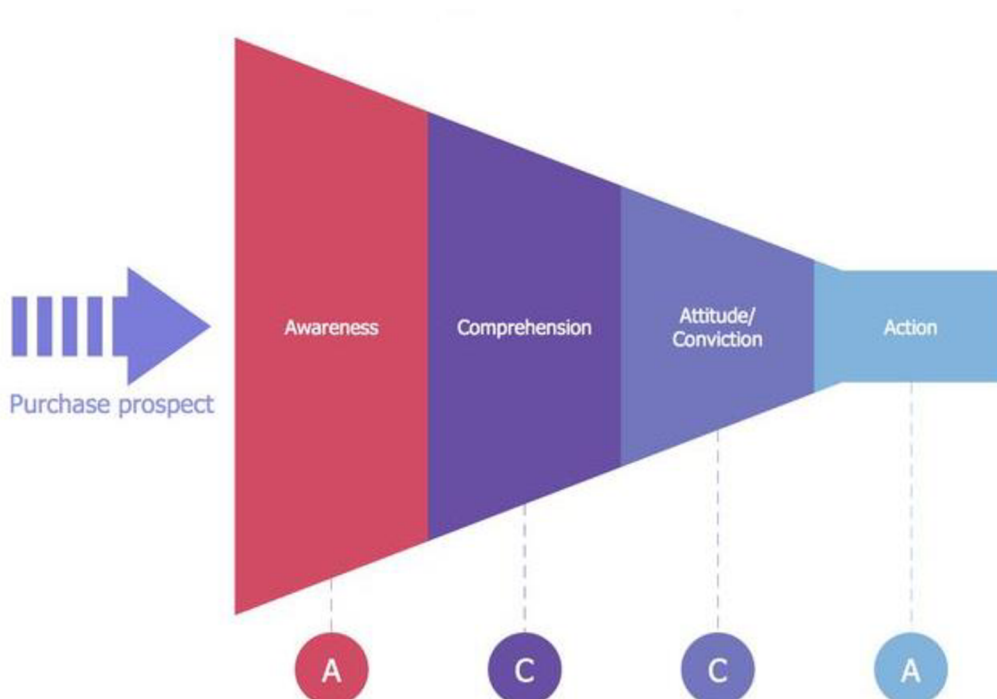 Awareness
Comprehension
Attitude/
Conviction
Action
Purchase prospect
A
C
C
A